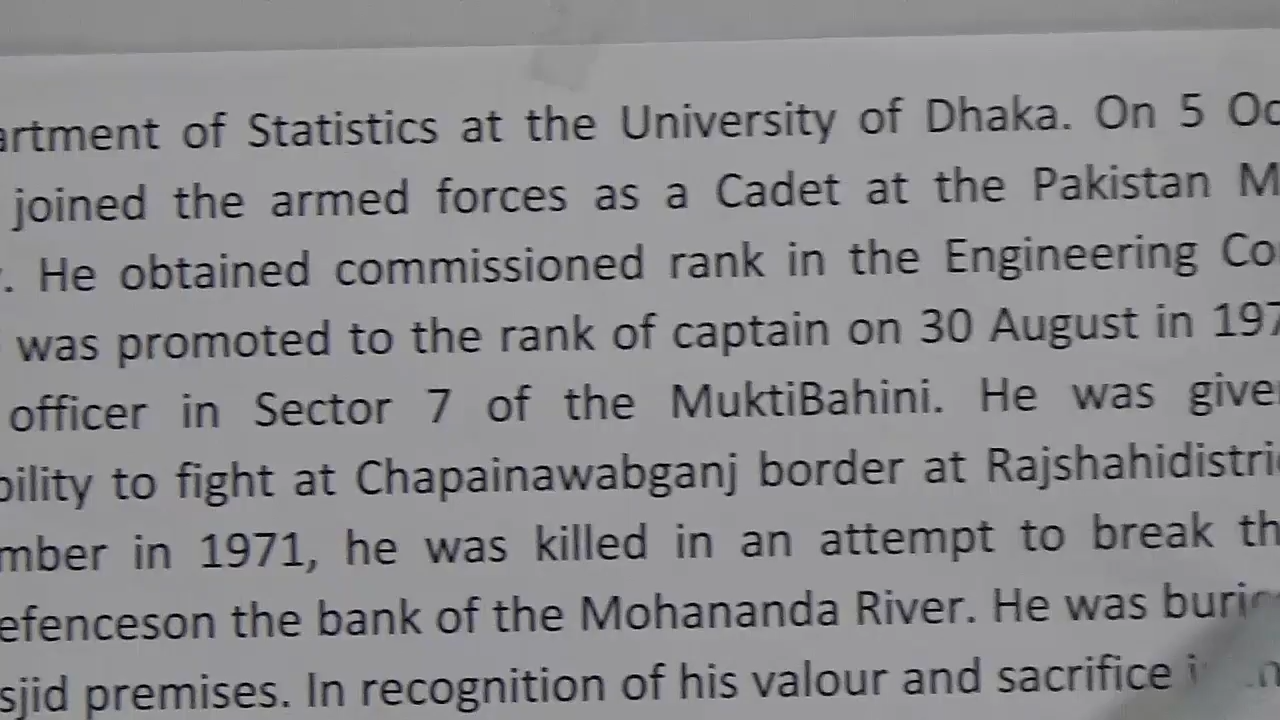 artment of Statistics at the University of Dhaka. On 5 Oc
joined the armed forces as a Cadet at the Pakistan M
. He obtained commissioned rank in the Engineering Co
was promoted to the rank of captain on 30 August in 197
officer in Sector 7 of the MuktiBahini. He was give
bility to fight at Chapainawabganj border at Rajshahidistric
mber in 1971, he was killed in an attempt to break th
efenceson the bank of the Mohananda River. He was burie
sjid premises. In recognition of his valour and sacrifice